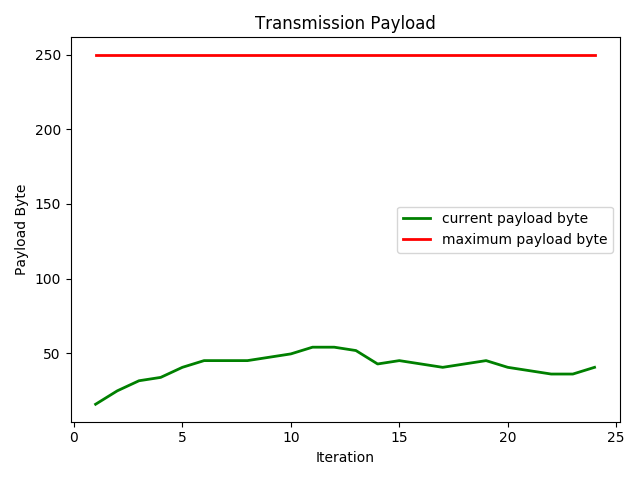 Transmission Payload
Payload Byte
250
200
150
100
50
current payload byte
maximum payload byte
0
5
10
15
20
25
Iteration